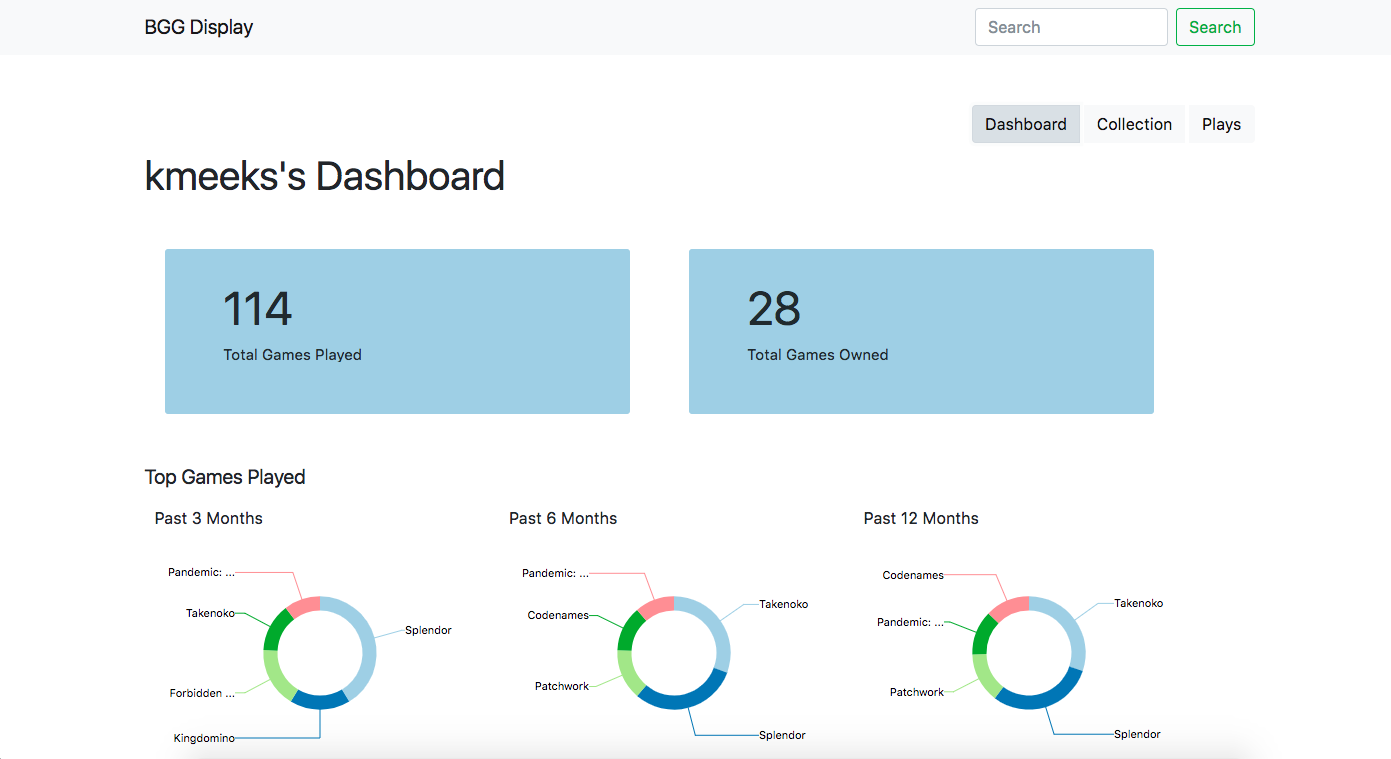 BGG Display
Search
Search
Dashboard
Collection
Plays
kmeeks's Dashboard
114
Total Games Played
28
Total Games Owned
Top Games Played
Past 3 Months
Pandemic: ...
Takenoko
Splendor
Forbidden ...
Kingdomino
Past 6 Months
Pandemic: ...
Takenoko
Codenames
Patchwork
Splendor
Past 12 Months
Codenames
Takenoko
Pandemic: ...
Patchwork
Splendor